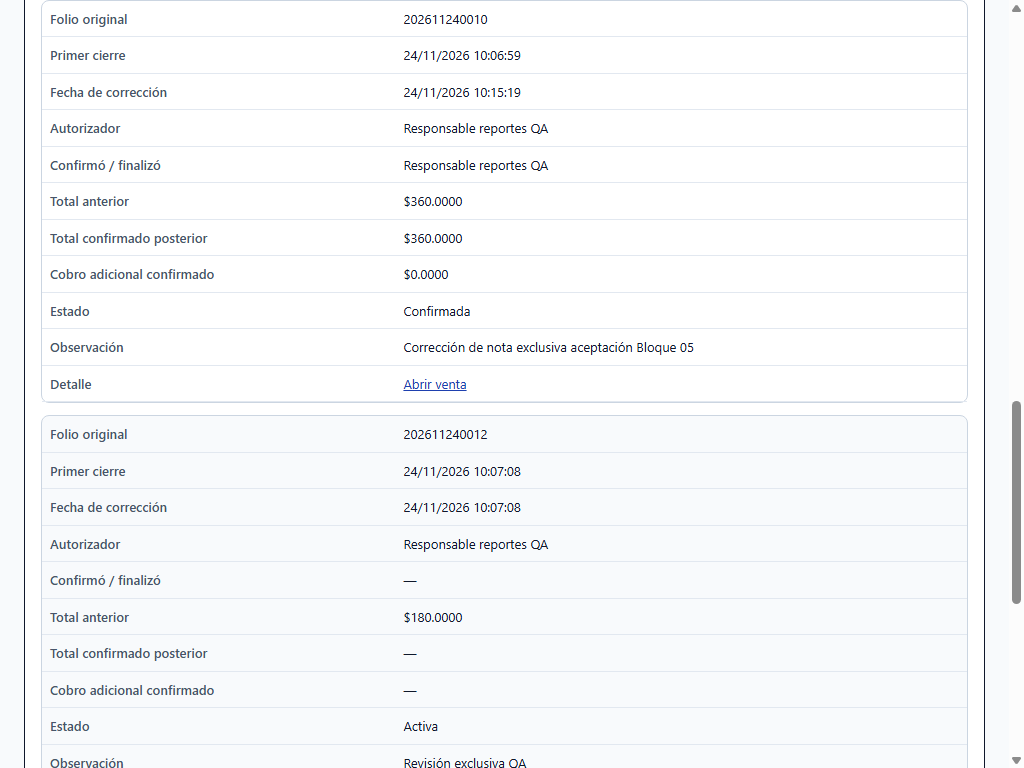 Folio original 202611240010
Primer cierre 24/11/2026 10:06:59
Fecha de corrección 24/11/2026 10:15:19
Autorizador Responsable reportes QA
Confirmó / finalizó Responsable reportes QA
Total anterior $360.0000
Total confirmado posterior $360.0000
Cobro adicional confirmado $0.0000
Estado Confirmada
Observación Corrección de nota exclusiva aceptación Bloque 05
Detalle Abrir venta
Folio original 202611240012
Primer cierre 24/11/2026 10:07:08
Fecha de corrección 24/11/2026 10:07:08
Autorizador Responsable reportes QA
Confirmó / finalizó —
Total anterior $180.0000
Total confirmado posterior —
Cobro adicional confirmado —
Estado Activa
Observación Revisión exclusiva QA